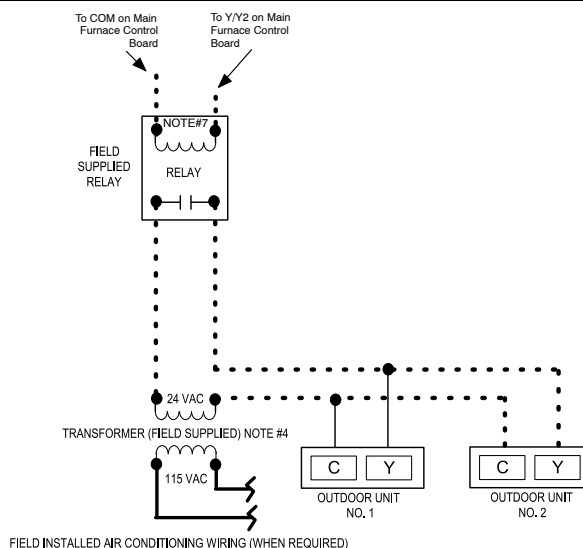 To COM on Main
Furnace Control
Board
To Y/Y2 on Main
Furnace Control
Board
NOTE#7
FIELD
SUPPLIED
RELAY
RELAY
24 VAC
TRANSFORMER (FIELD SUPPLIED) NOTE #4
115 VAC
C
Y
OUTDOOR UNIT
NO. 1
C
Y
OUTDOOR UNIT
NO. 2
FIELD INSTALLED AIR CONDITIONING WIRING (WHEN REQUIRED)